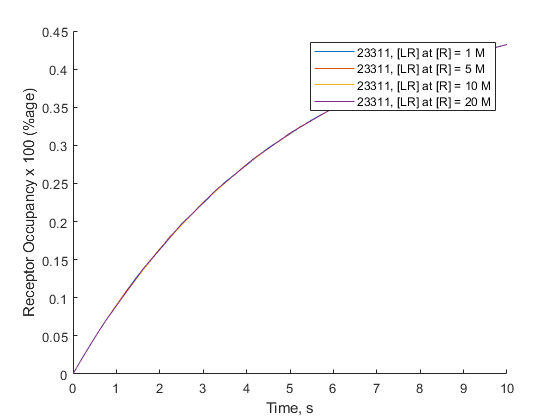 0.45
0.4
0.35
0.3
0.25
0.2
0.15
0.1
0.05
0
Receptor Occupancy x 100 (%age)
23311, [LR] at [R] = 1 M
23311, [LR] at [R] = 5 M
23311, [LR] at [R] = 10 M
23311, [LR] at [R] = 20 M
0 1 2 3 4 5 6 7 8 9 10
Time, s